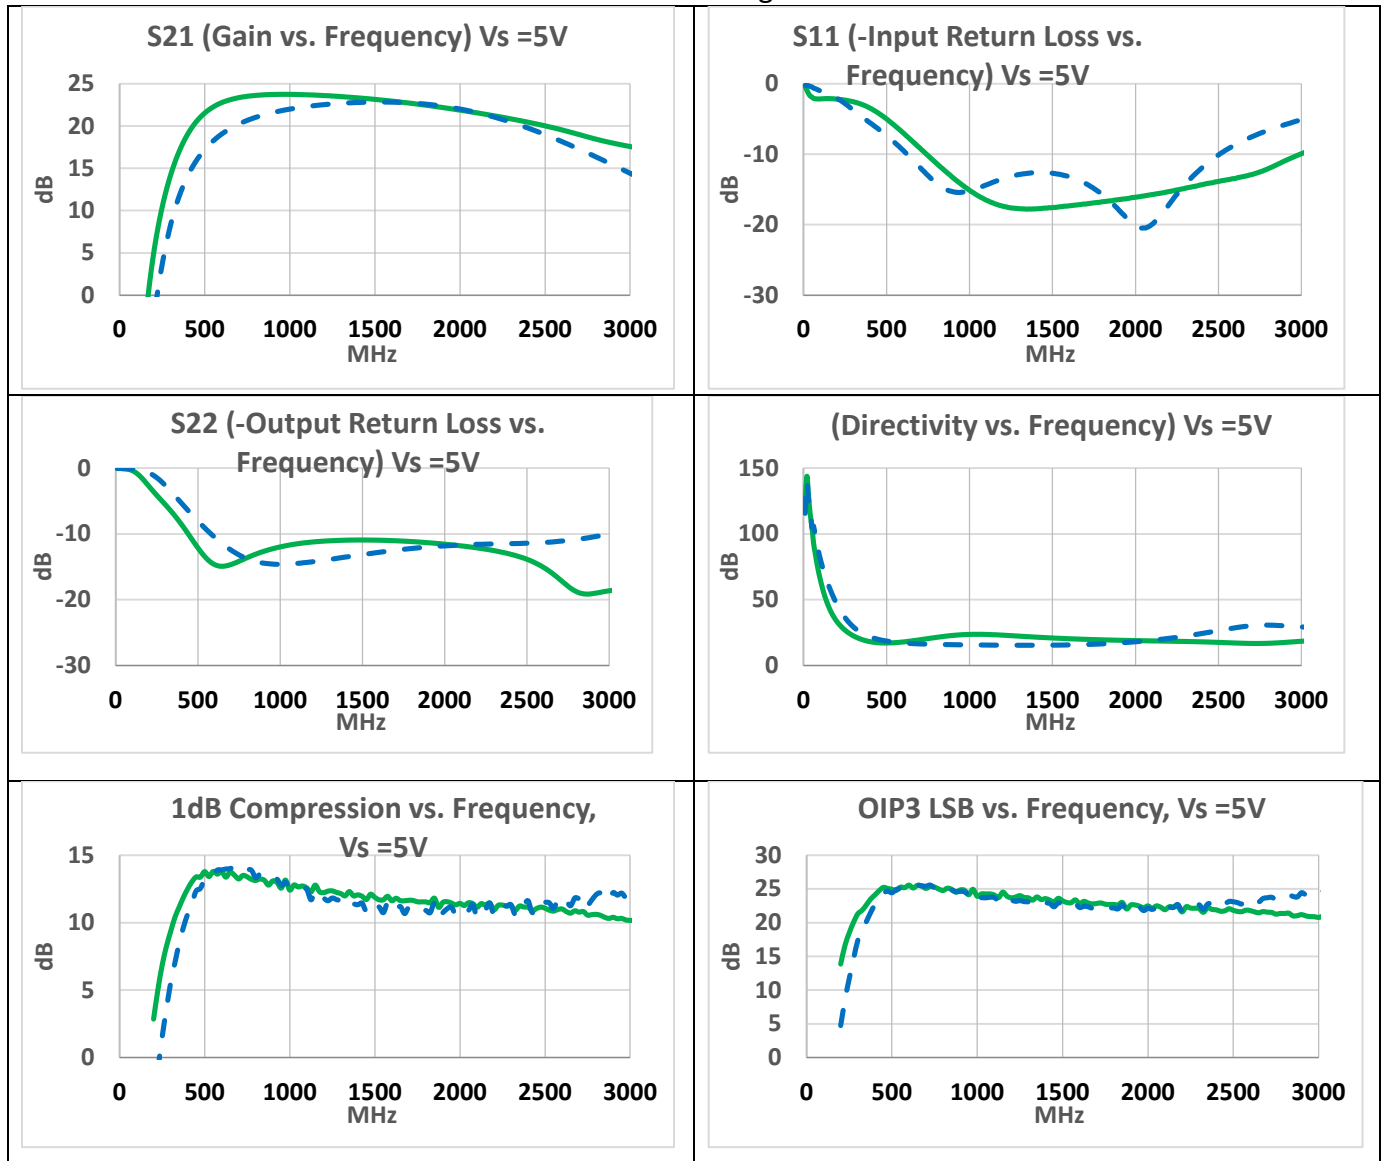 S21 (Gain vs. Frequency) Vs =5V
25
20
15
10
5
0
dB
0 500 1000 1500 2000 2500 3000
MHz
S11 (-Input Return Loss vs.
Frequency) Vs =5V
0
-10
-20
-30
dB
0 500 1000 1500 2000 2500 3000
MHz
S22 (-Output Return Loss vs.
Frequency) Vs =5V
0
-10
-20
-30
dB
0 500 1000 1500 2000 2500 3000
MHz
(Directivity vs. Frequency) Vs =5V
150
100
50
0
dB
0 500 1000 1500 2000 2500 3000
MHz
1dB Compression vs. Frequency,
Vs =5V
15
10
5
0
dB
0 500 1000 1500 2000 2500 3000
MHz
OIP3 LSB vs. Frequency, Vs =5V
30
25
20
15
10
5
0
dB
0 500 1000 1500 2000 2500 3000
MHz